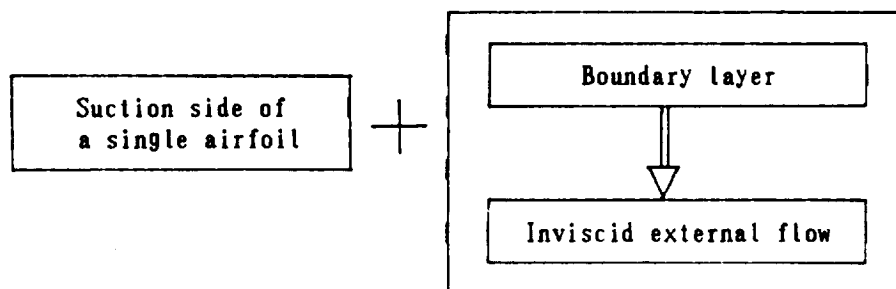 Suction side of
a single airfoil
Boundary layer
Inviscid external flow